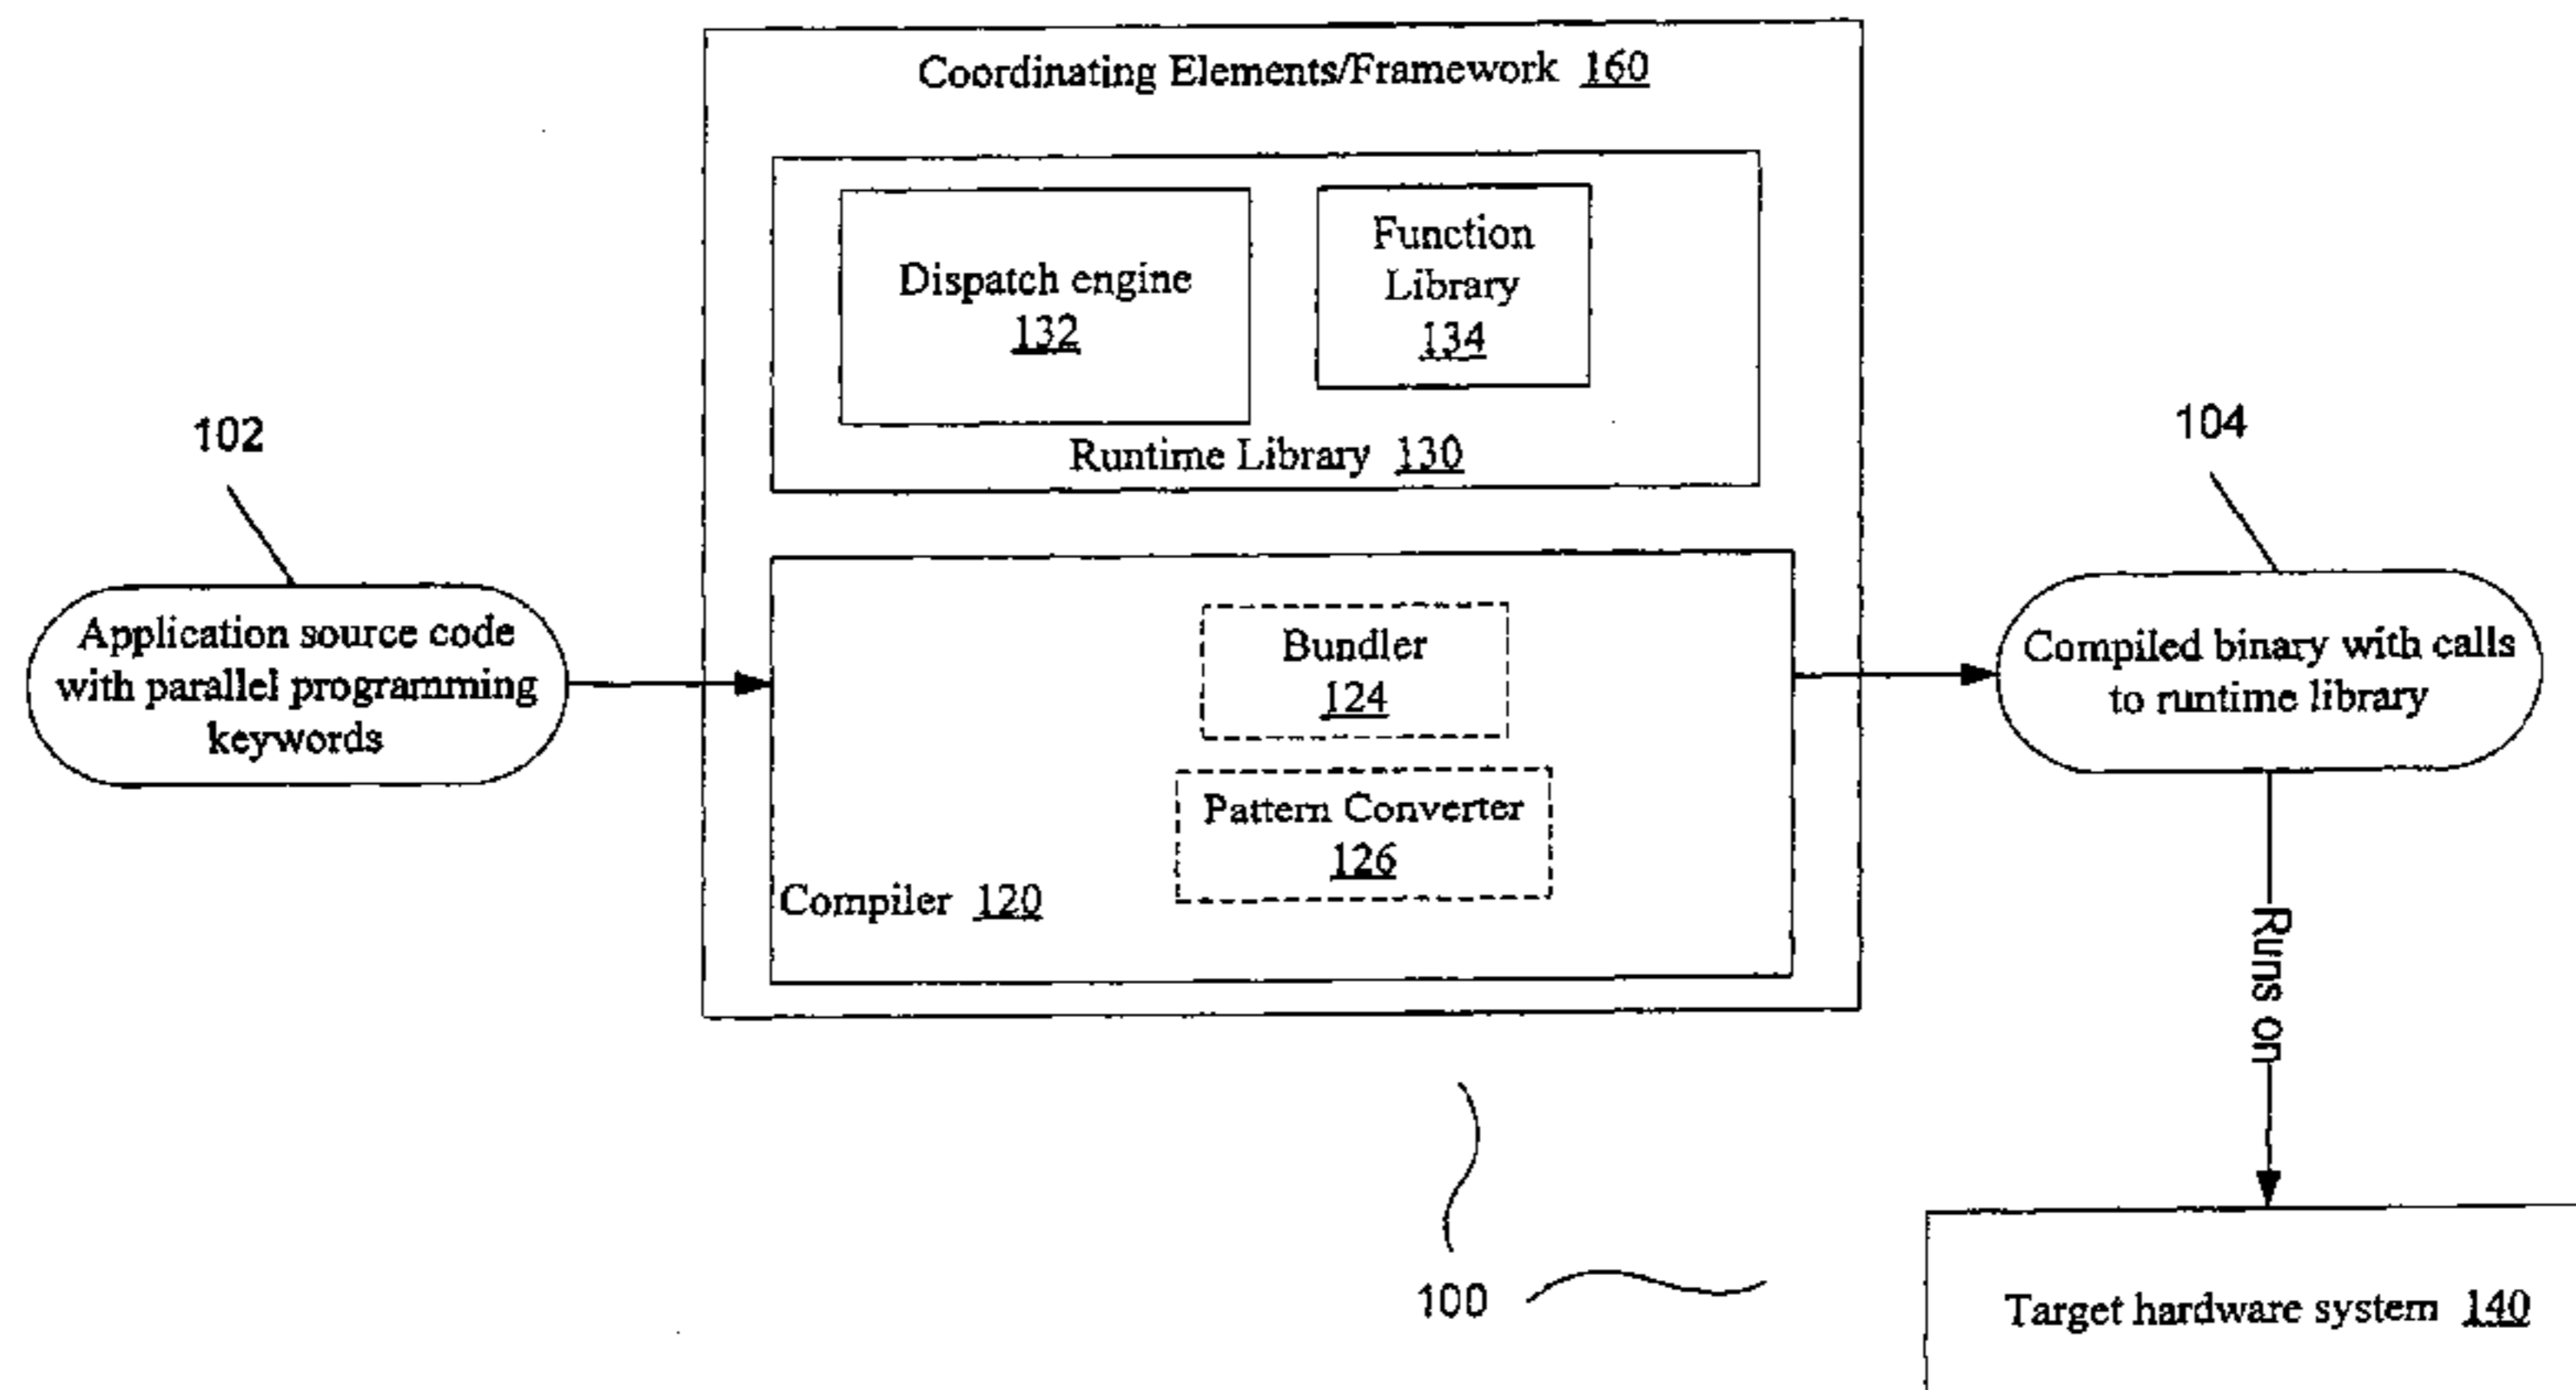 Coordinating Elements/Framework 160
Dispatch engine
132
Function
Library
134
Runtime Library 130
102
Application source code
with parallel programming
keywords
Bundler
124
Pattern Converter
126
Compiler 120
104
Compiled binary with calls
to runtime library
Runs on
100
Target hardware system 140